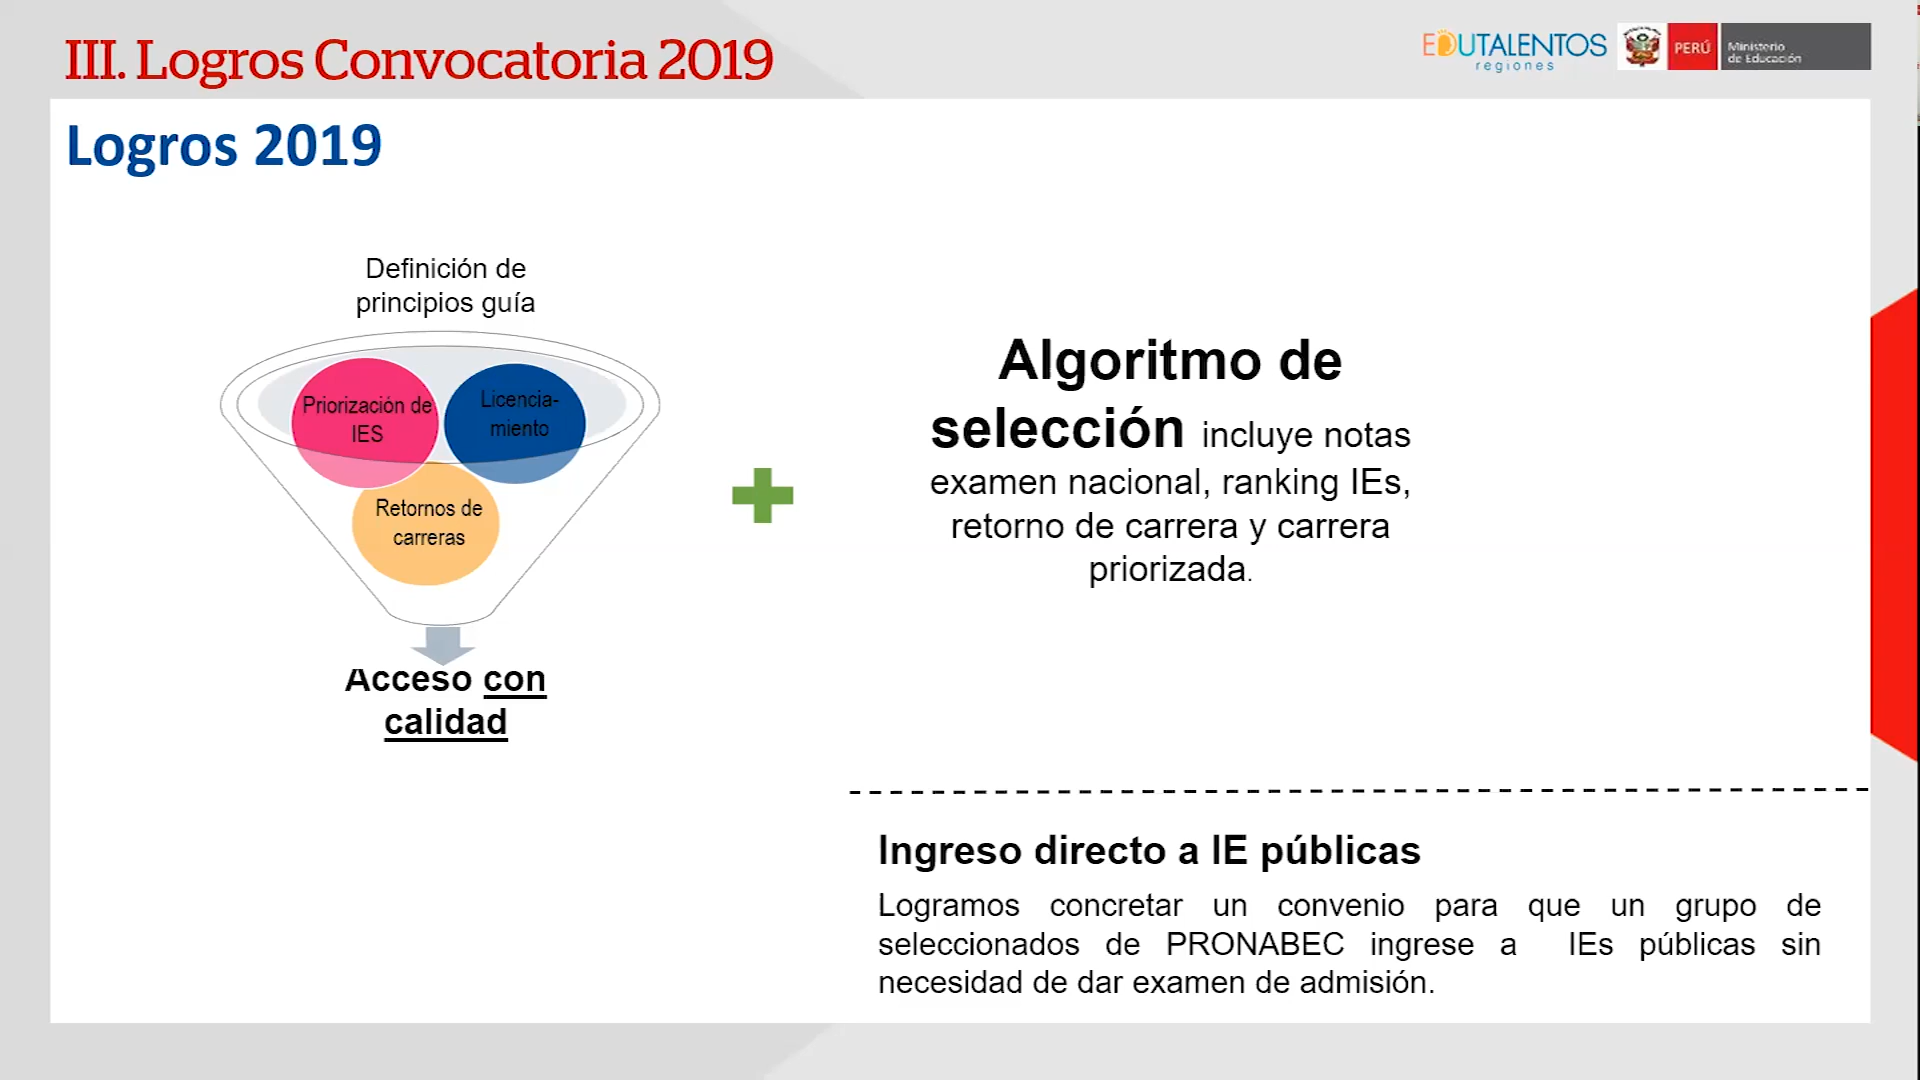 III. Logros Convocatoria 2019
EDUTALENTOS
regiones
PERÚ
Ministerio
de Educación
Logros 2019
Definición de
principios guía
Priorización de
IES
Licencia-
miento
Retornos de
carreras
Acceso con
calidad
Algoritmo de
selección incluye notas
examen nacional, ranking IEs,
retorno de carrera y carrera
priorizada.
Ingreso directo a IE públicas
Logramos concretar un convenio para que un grupo de
seleccionados de PRONABEC ingrese a IEs públicas sin
necesidad de dar examen de admisión.